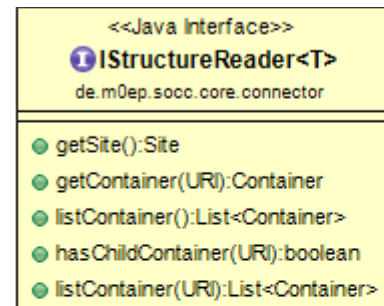 <<Java Interface>>
IStructureReader<T>
de.m0ep.socc.core.connector
getSite():Site
getContainer(URI):Container
listContainer():List<Container>
hasChildContainer(URI):boolean
listContainer(URI):List<Container>